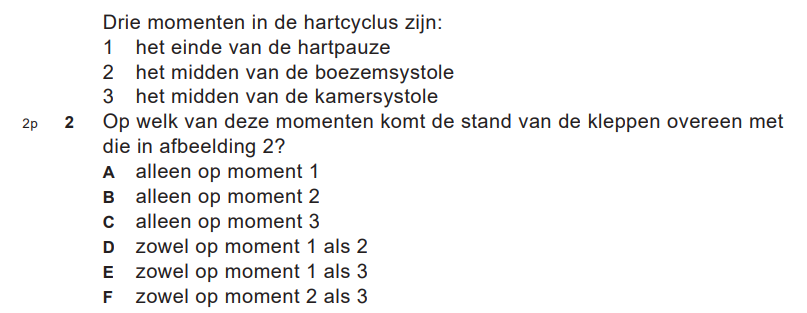 Drie momenten in de hartcyclus zijn:
1 het einde van de hartpauze
2 het midden van de boezemsystole
3 het midden van de kamersystole
2p 2 Op welk van deze momenten komt de stand van de kleppen overeen met
die in afbeelding 2?
A alleen op moment 1
B alleen op moment 2
C alleen op moment 3
D zowel op moment 1 als 2
E zowel op moment 1 als 3
F zowel op moment 2 als 3